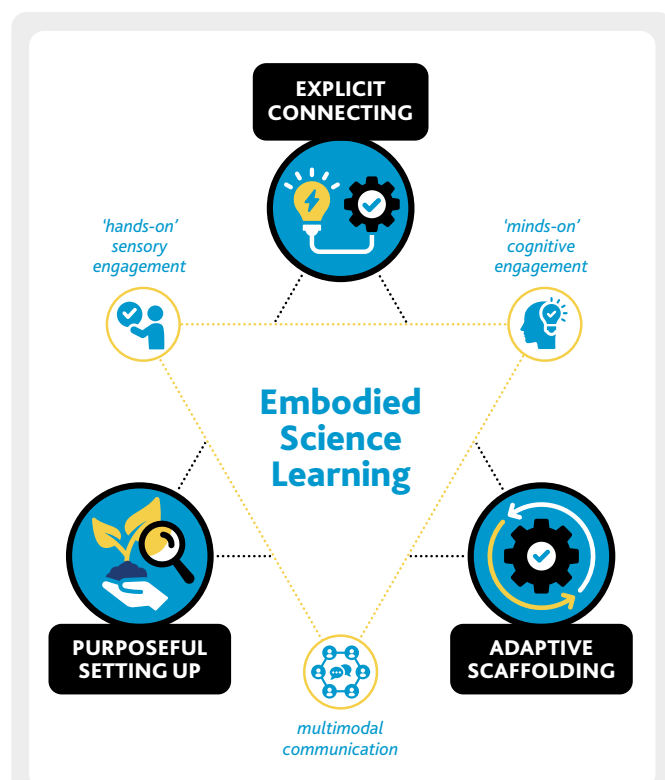 EXPLICIT
CONNECTING
'hands-on'
sensory
engagement
'minds-on'
cognitive
engagement
Embodied
Science
Learning
PURPOSEFUL
SETTING UP
ADAPTIVE
SCAFFOLDING
multimodal
communication